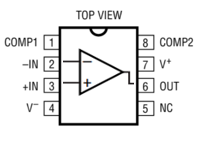 TOP VIEW
COMP1 1 8 COMP2
–IN 2 – 7 V+
+IN 3 + 6 OUT
V– 4 5 NC